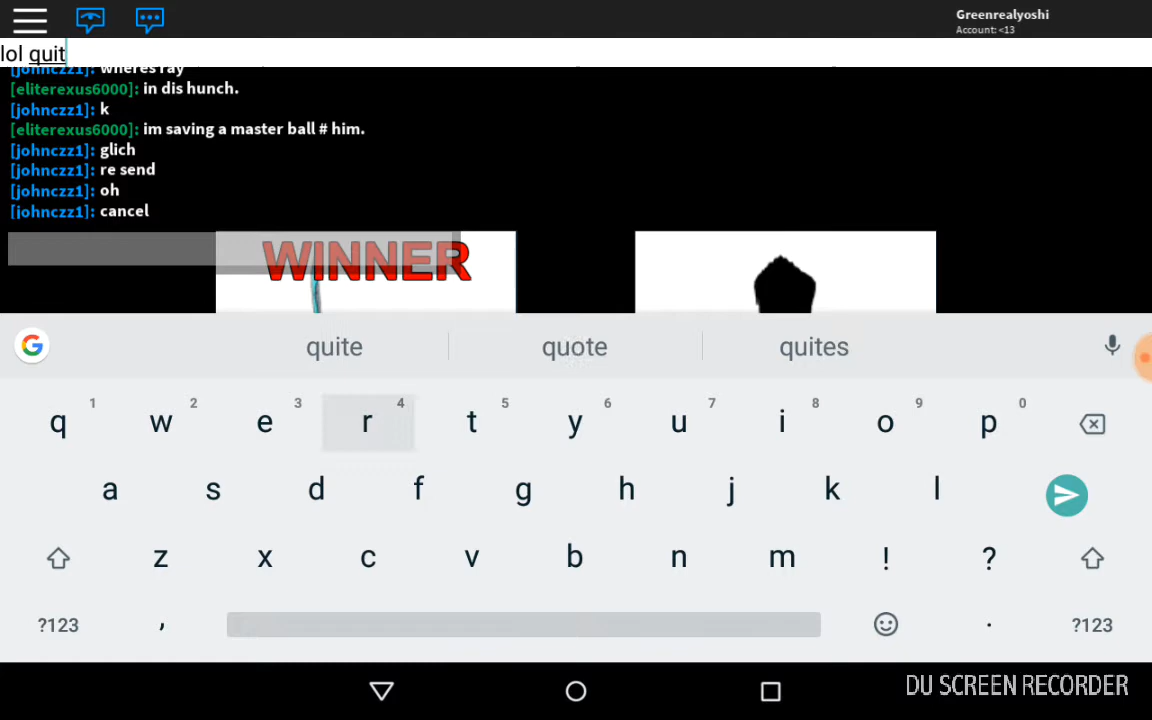 Greenrealyoshi
Account: <13
lol quit
[johnczz1]: wheres ray
[eliterexus6000]: in dis hunch.
[johnczz1]: k
[eliterexus6000]: im saving a master ball # him.
[johnczz1]: glich
[johnczz1]: re send
[johnczz1]: oh
[johnczz1]: cancel
WINNER
G quite quote quites
1 2 3 4 5 6 7 8 9 0
q w e r t y u i o p
a s d f g h j k l
z x c v b n m ! ?
?123 , . ?123
DU SCREEN RECORDER